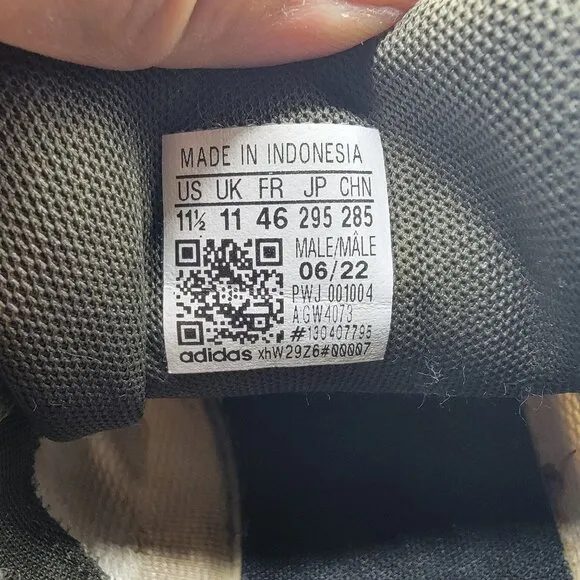 MADE IN INDONESIA
US UK FR JP CHN
11½ 11 46 295 285
MALE/MÂLE
06/22
PWJ 001004
AGW4073
#130407795
adidas xhW29Z6#00007